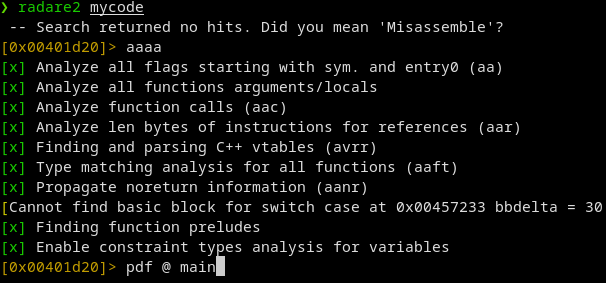 ❯ radare2 mycode
 -- Search returned no hits. Did you mean 'Misassemble'?
[0x00401d20]> aaaa
[x] Analyze all flags starting with sym. and entry0 (aa)
[x] Analyze all functions arguments/locals
[x] Analyze function calls (aac)
[x] Analyze len bytes of instructions for references (aar)
[x] Finding and parsing C++ vtables (avrr)
[x] Type matching analysis for all functions (aaft)
[x] Propagate noreturn information (aanr)
[Cannot find basic block for switch case at 0x00457233 bbdelta = 30
[x] Finding function preludes
[x] Enable constraint types analysis for variables
[0x00401d20]> pdf @ main